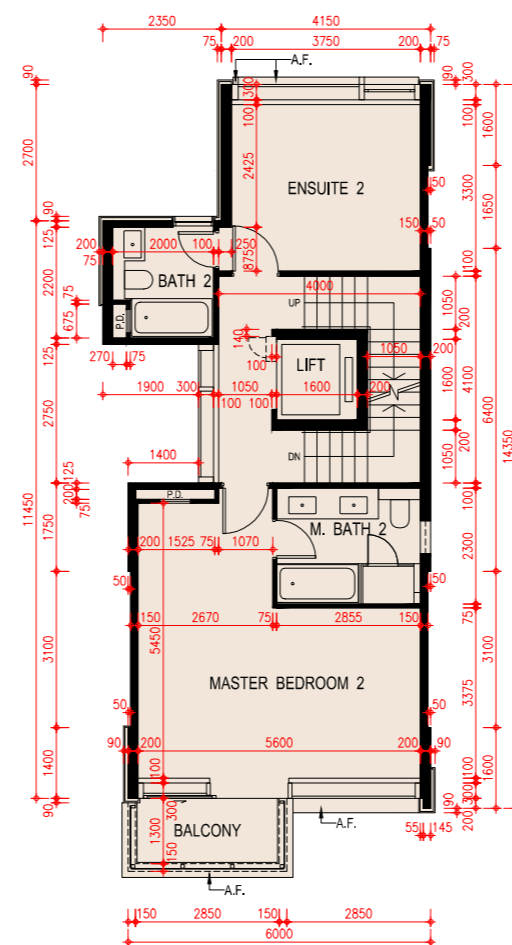 2350 4150
75 200 3750 200 75
A.F.
90 300 90 300
100 100 1600
2700 2425 3300
ENSUITE 2
50 1650
90 150 50
125 200 2000 100 1250
75 875 100
2200 BATH 2 4000
75 UP 1050
675 P.D. 140 200
125 270 75 100 LIFT 1050 200
1900 300 1050 1600 200 1600 4100 6400
100 100
2750 N 14350
1400 200
DN 1050
11450 125
200 P.D.
75
1750 200 1525 75 1070 M. BATH 2 2300
50 50
150 2670 75 2855 150 75
3100 5450 3100
MASTER BEDROOM 2 3375
50 50
90 200 5600 200 90
1400 100 100 1600
90 300 300
1300 BALCONY A.F. 200
150 55 145
A.F.
150 2850 150 2850
6000